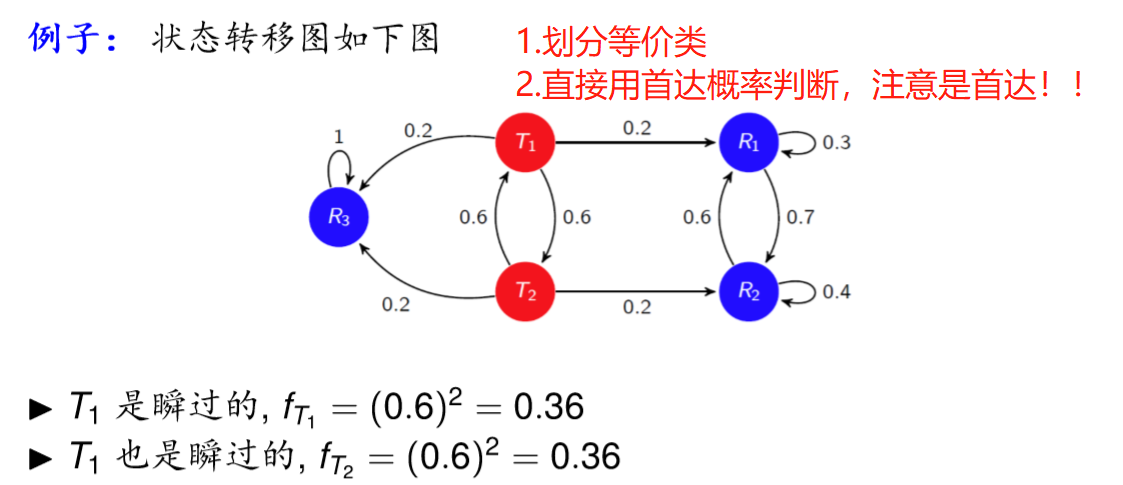 例子： 状态转移图如下图
1.划分等价类
2.直接用首达概率判断，注意是首达！！
1
0.2
T₁
0.2
R₁
0.3
R₃
0.6
0.6
0.6
0.7
0.2
T₂
0.2
R₂
0.4
► T₁ 是瞬过的, f_{T₁} = (0.6)² = 0.36
► T₁ 也是瞬过的, f_{T₂} = (0.6)² = 0.36